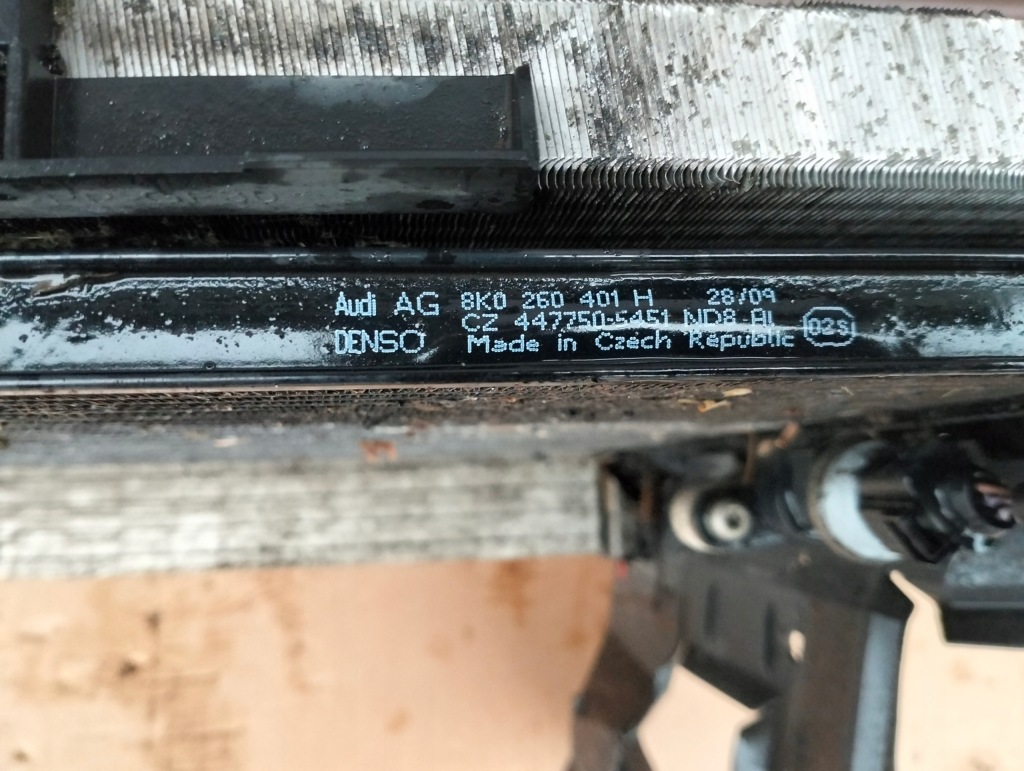 Audi AG 8K0 260 401 H 28/09
CZ 447750-5451 ND8 AL
DENSO Made in Czech Republic
02S